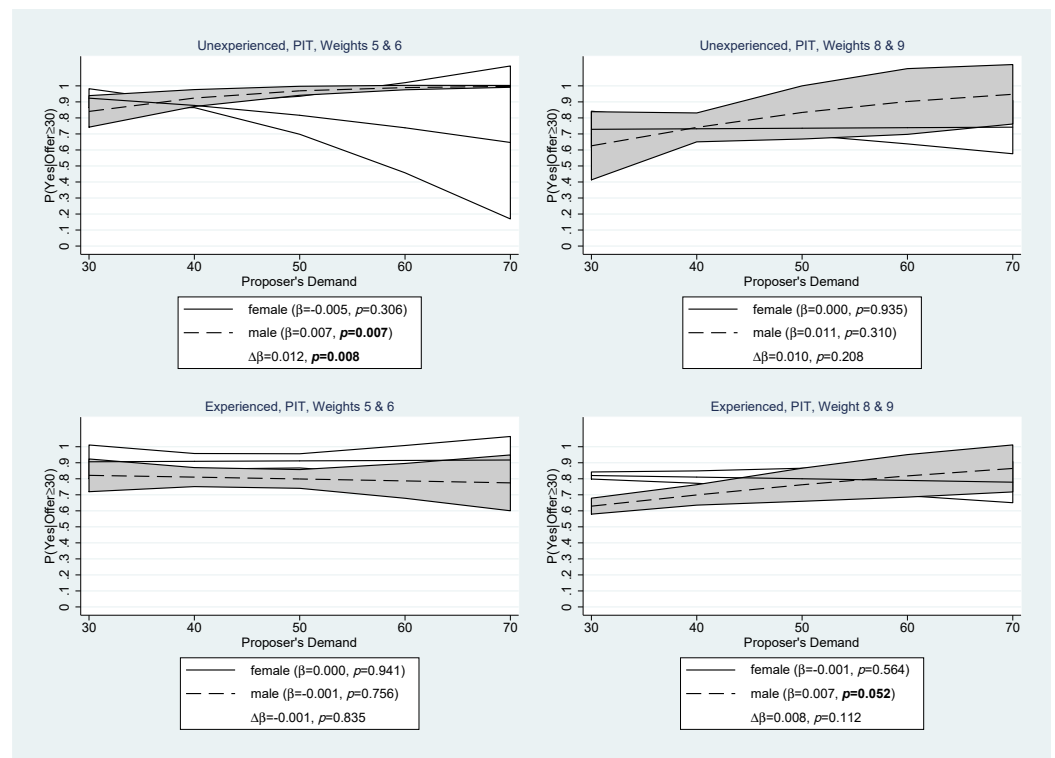 Unexperienced, PIT, Weights 5 & 6
P(Yes|Offer≥30)
0 .1 .2 .3 .4 .5 .6 .7 .8 .9 1
30 40 50 60 70
Proposer's Demand
female (β=-0.005, p=0.306)
male (β=0.007, p=0.007)
Δβ=0.012, p=0.008
Unexperienced, PIT, Weights 8 & 9
P(Yes|Offer≥30)
0 .1 .2 .3 .4 .5 .6 .7 .8 .9 1
30 40 50 60 70
Proposer's Demand
female (β=0.000, p=0.935)
male (β=0.011, p=0.310)
Δβ=0.010, p=0.208
Experienced, PIT, Weights 5 & 6
P(Yes|Offer≥30)
0 .1 .2 .3 .4 .5 .6 .7 .8 .9 1
30 40 50 60 70
Proposer's Demand
female (β=0.000, p=0.941)
male (β=-0.001, p=0.756)
Δβ=-0.001, p=0.835
Experienced, PIT, Weight 8 & 9
P(Yes|Offer≥30)
0 .1 .2 .3 .4 .5 .6 .7 .8 .9 1
30 40 50 60 70
Proposer's Demand
female (β=-0.001, p=0.564)
male (β=0.007, p=0.052)
Δβ=0.008, p=0.112